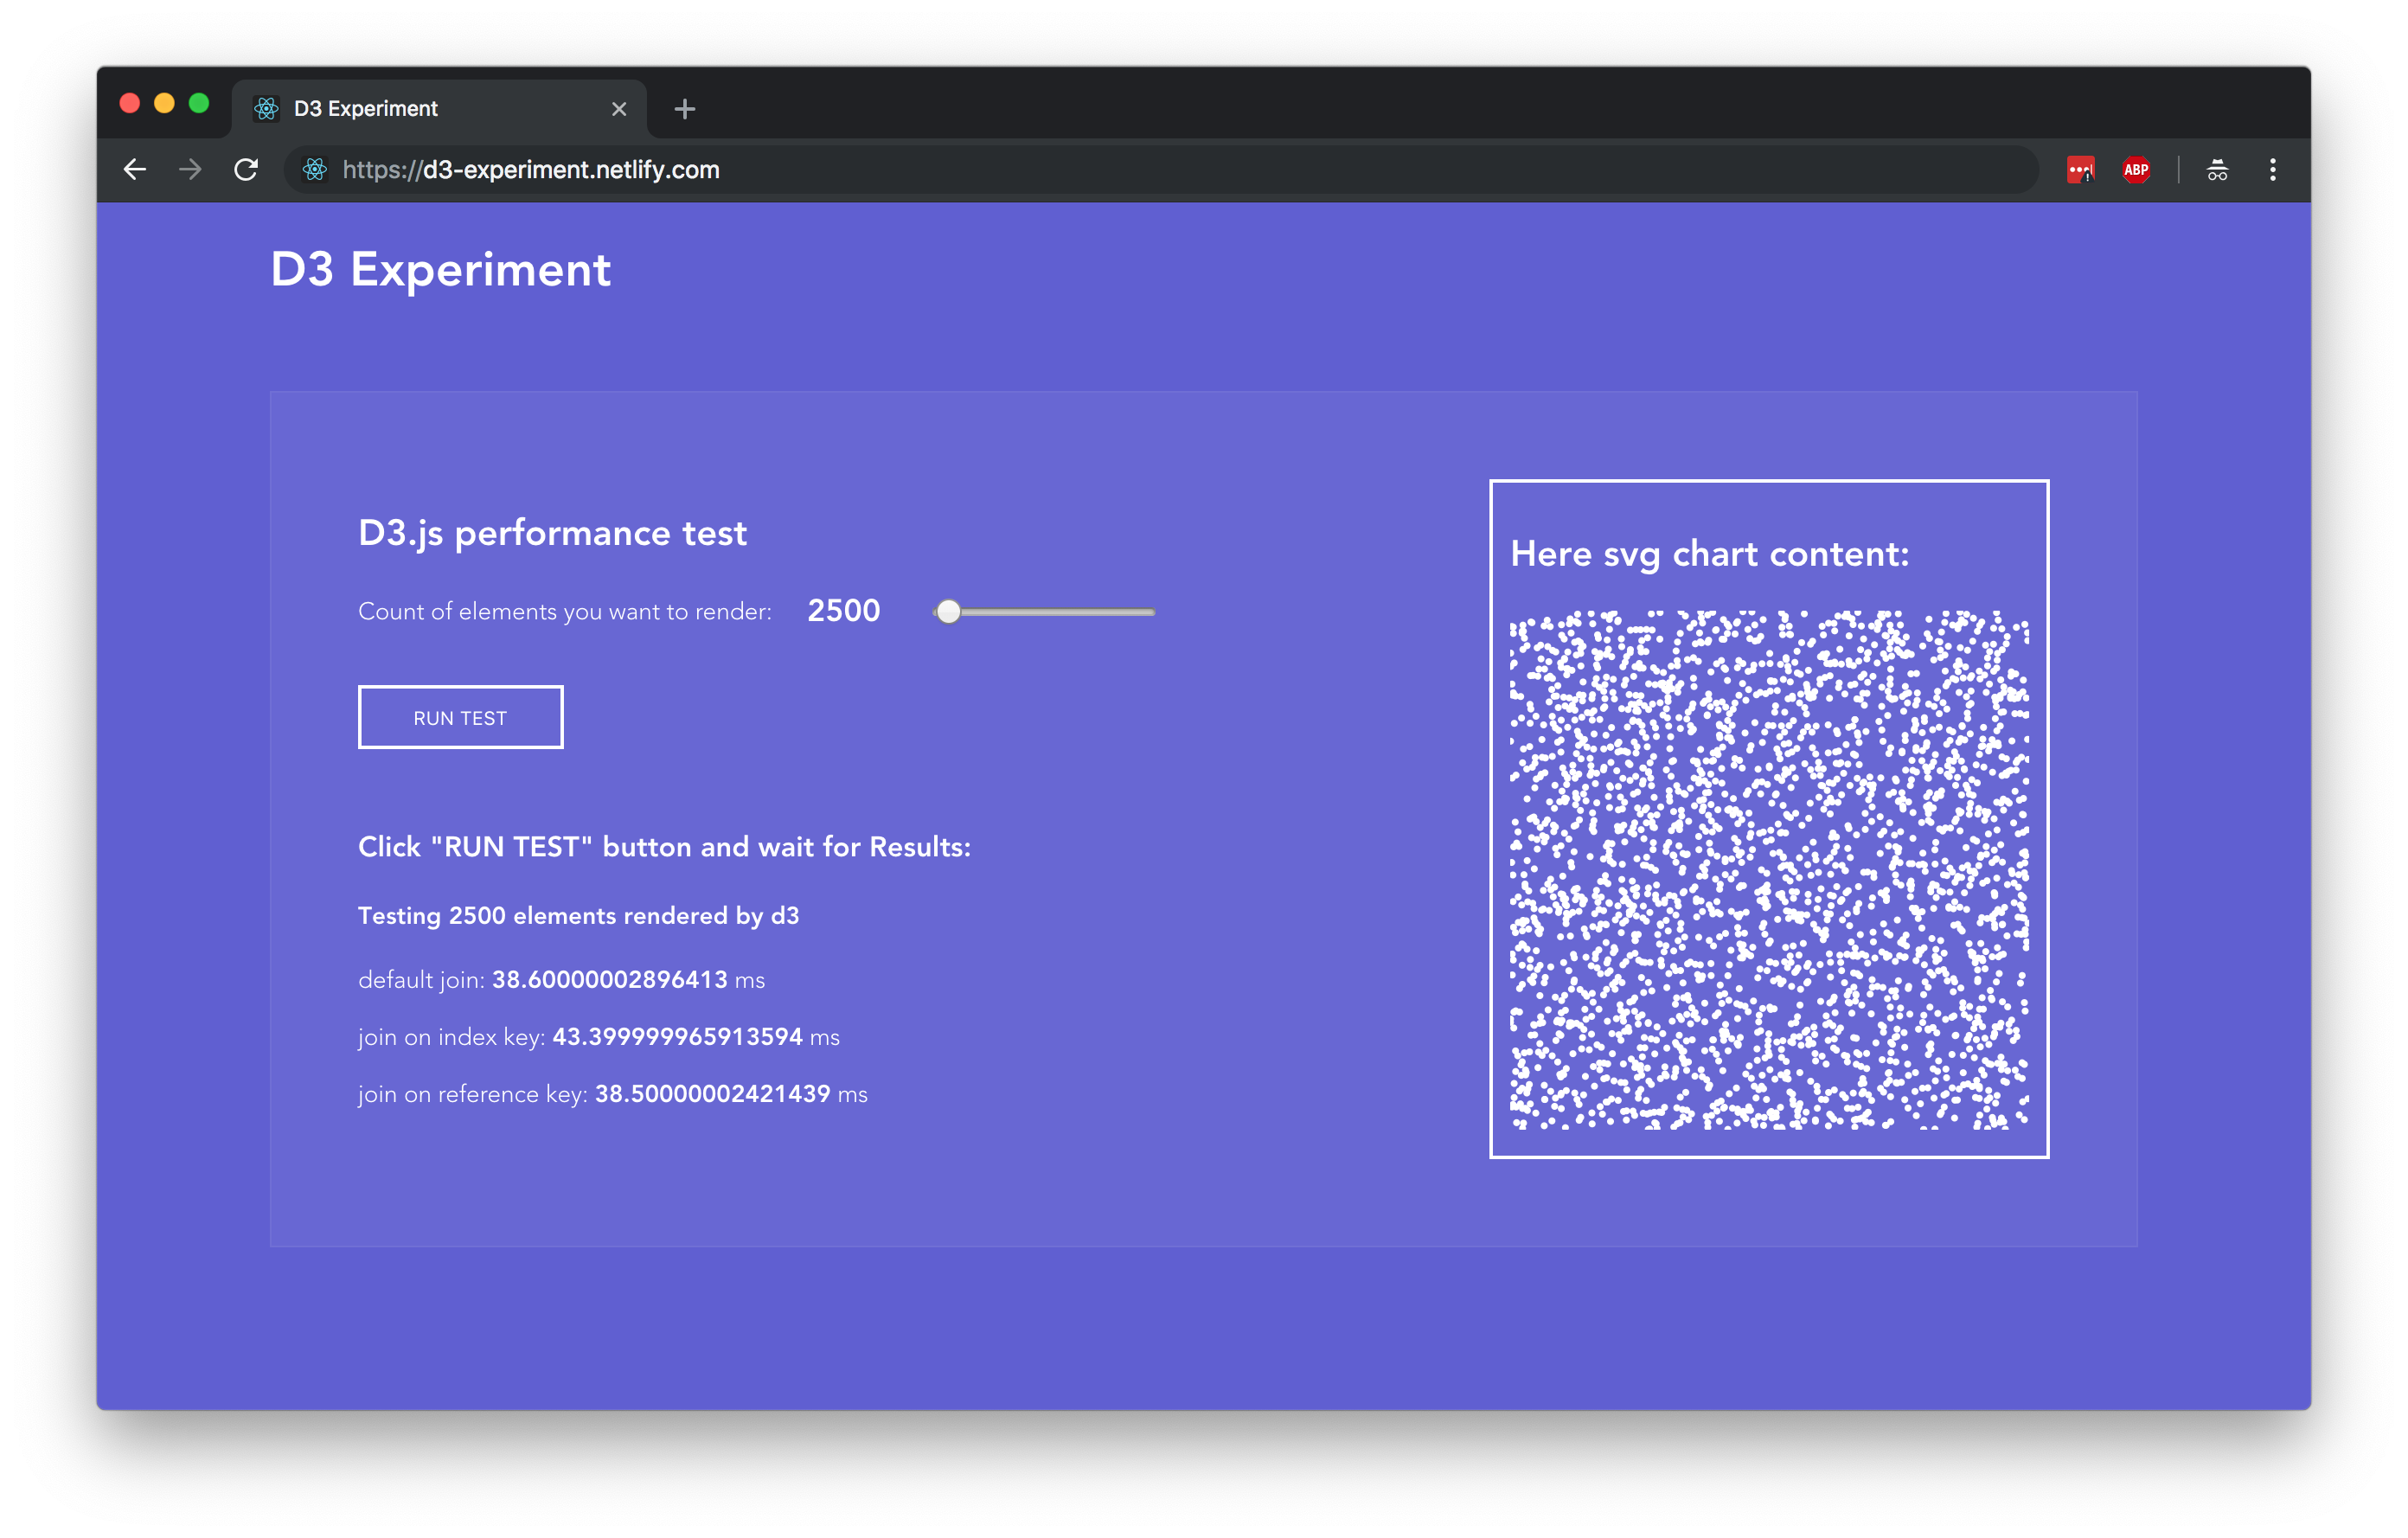 D3 Experiment
https://d3-experiment.netlify.com
ABP
D3 Experiment
D3.js performance test
Count of elements you want to render: 2500
RUN TEST
Click "RUN TEST" button and wait for Results:
Testing 2500 elements rendered by d3
default join: 38.60000002896413 ms
join on index key: 43.399999965913594 ms
join on reference key: 38.50000002421439 ms
Here svg chart content: